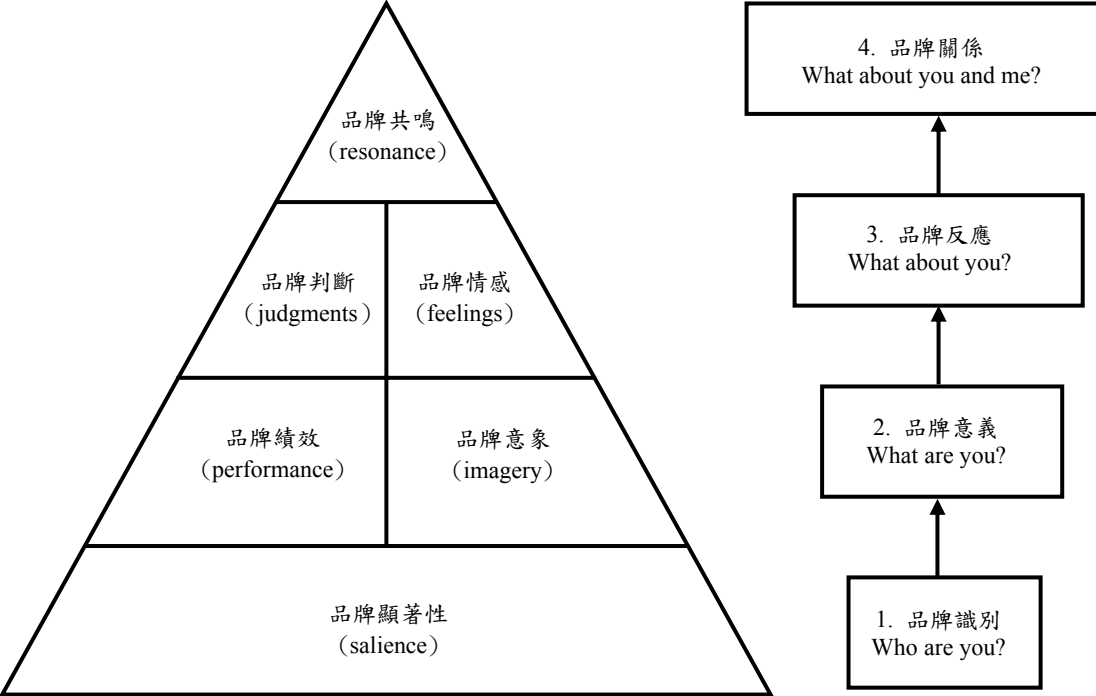 品牌共鳴
（resonance）
品牌判斷
（judgments）
品牌情感
（feelings）
品牌績效
（performance）
品牌意象
（imagery）
品牌顯著性
（salience）
4. 品牌關係
What about you and me?
3. 品牌反應
What about you?
2. 品牌意義
What are you?
1. 品牌識別
Who are you?